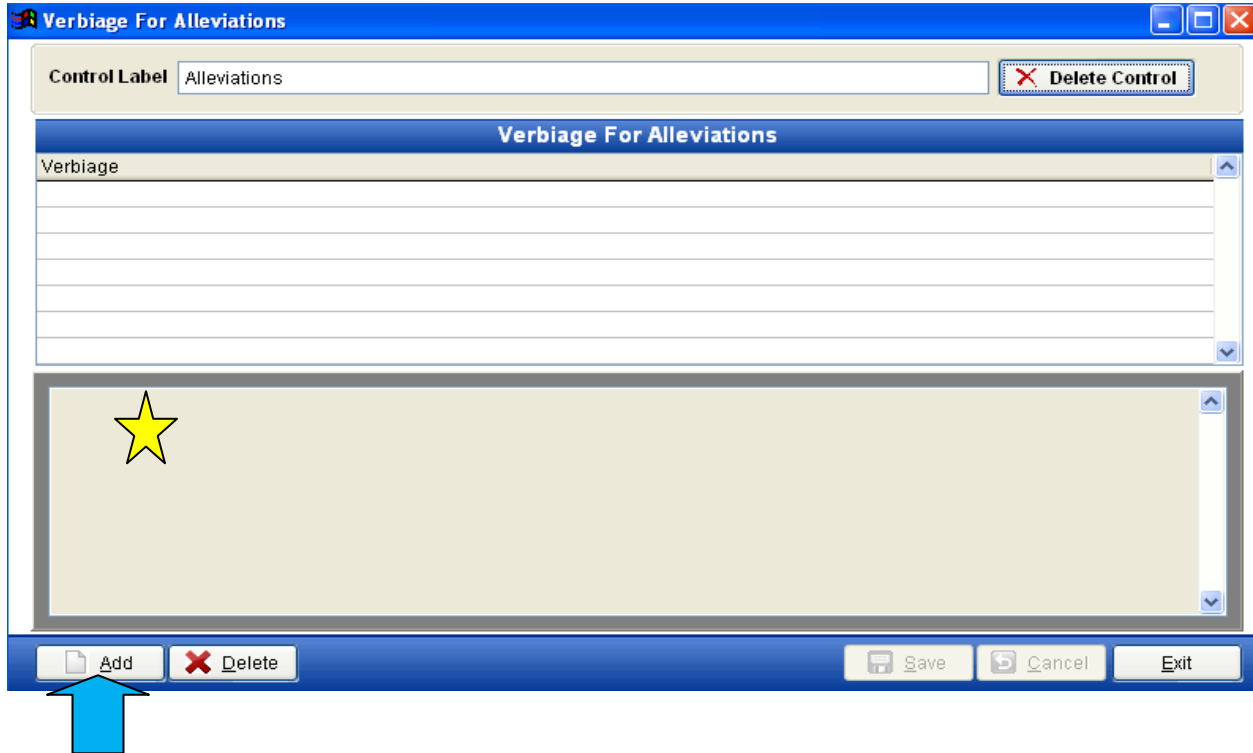 Verbiage For Alleviations
Control Label Alleviations Delete Control
Verbiage For Alleviations
Verbiage
Add Delete Save Cancel Exit